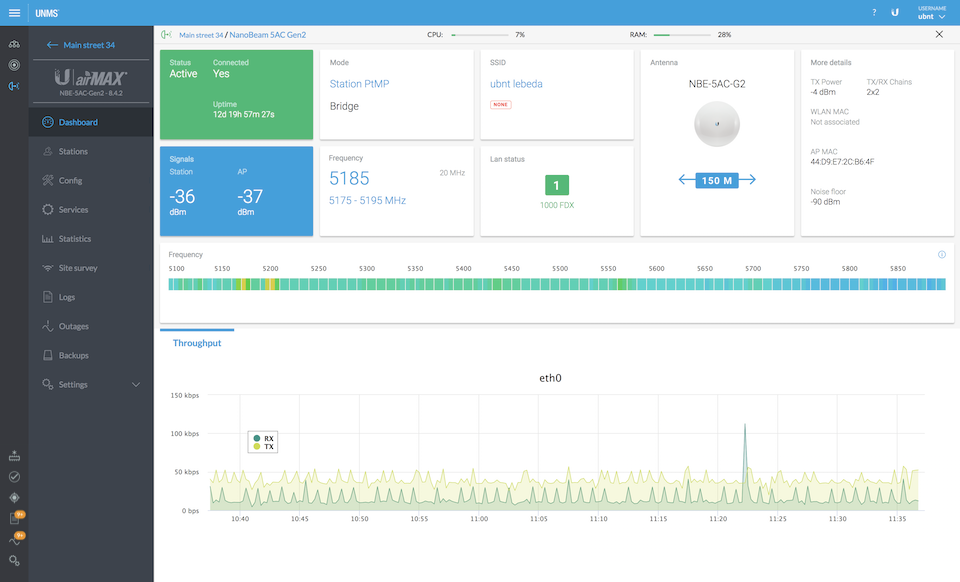 UNMS
?
USERNAME
ubnt
Main street 34
airMAX
NBE-5AC-Gen2 - 8.4.2
Dashboard
Stations
Config
Services
Statistics
Site survey
Logs
Outages
Backups
Settings
9+
9+
Main street 34 / NanoBeam 5AC Gen2
CPU: 7%
RAM: 28%
Status
Active
Connected
Yes
Uptime
12d 19h 57m 27s
Mode
Station PtMP
Bridge
SSID
ubnt lebeda
NONE
Antenna
NBE-5AC-G2
150 M
More details
TX Power
-4 dBm
TX/RX Chains
2x2
WLAN MAC
Not associated
AP MAC
44:D9:E7:2C:B6:4F
Noise floor
-90 dBm
Signals
Station AP
-36 -37
dBm dBm
Frequency
5185 20 MHz
5175 - 5195 MHz
Lan status
1
1000 FDX
Frequency
5100 5150 5200 5250 5300 5350 5400 5450 5500 5550 5600 5650 5700 5750 5800 5850
Throughput
eth0
150 kbps
100 kbps
50 kbps
0 bps
RX
TX
10:40 10:45 10:50 10:55 11:00 11:05 11:10 11:15 11:20 11:25 11:30 11:35